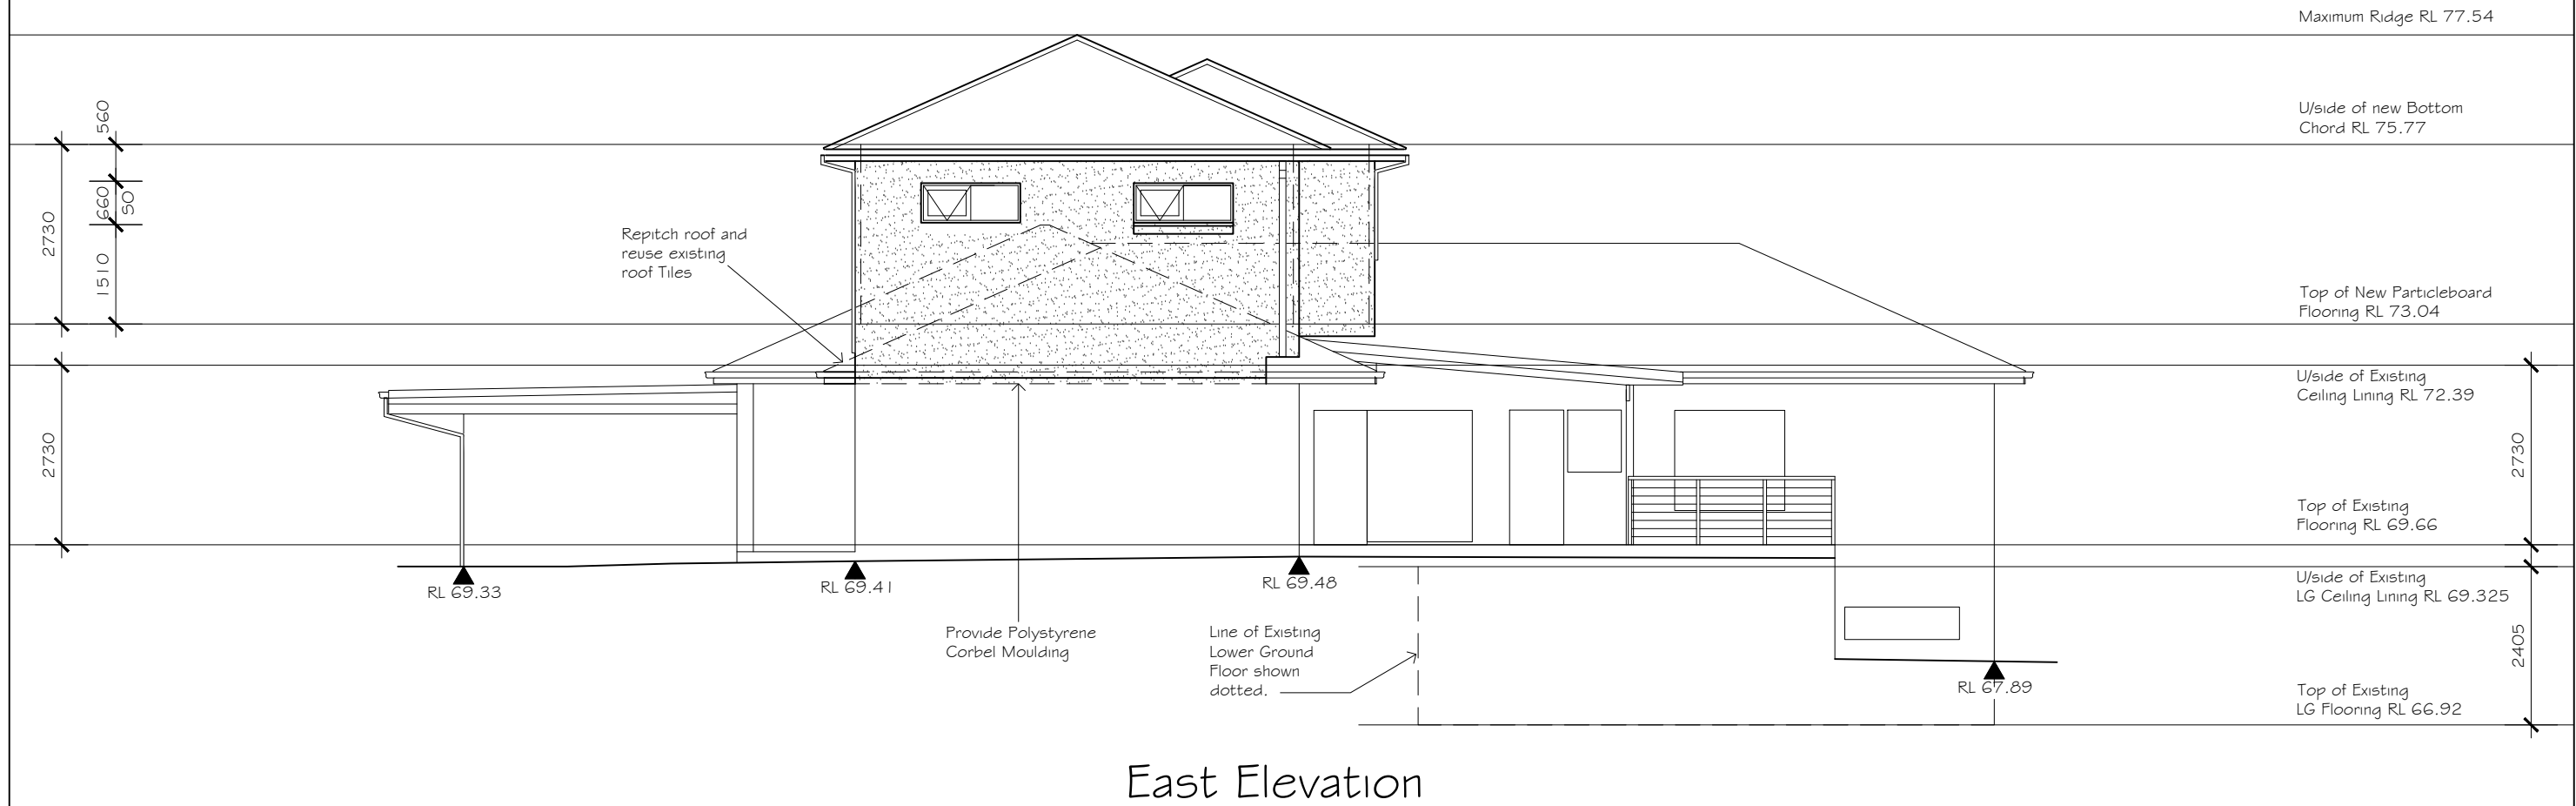 Maximum Ridge RL 77.54
U/side of new Bottom
Chord RL 75.77
560
660
50
2730
1510
Repitch roof and
reuse existing
roof Tiles
Top of New Particleboard
Flooring RL 73.04
U/side of Existing
Ceiling Lining RL 72.39
2730
2730
Top of Existing
Flooring RL 69.66
RL 69.33
RL 69.41
RL 69.48
U/side of Existing
LG Ceiling Lining RL 69.325
Provide Polystyrene
Corbel Moulding
Line of Existing
Lower Ground
Floor shown
dotted.
2405
RL 67.89
Top of Existing
LG Flooring RL 66.92
East Elevation